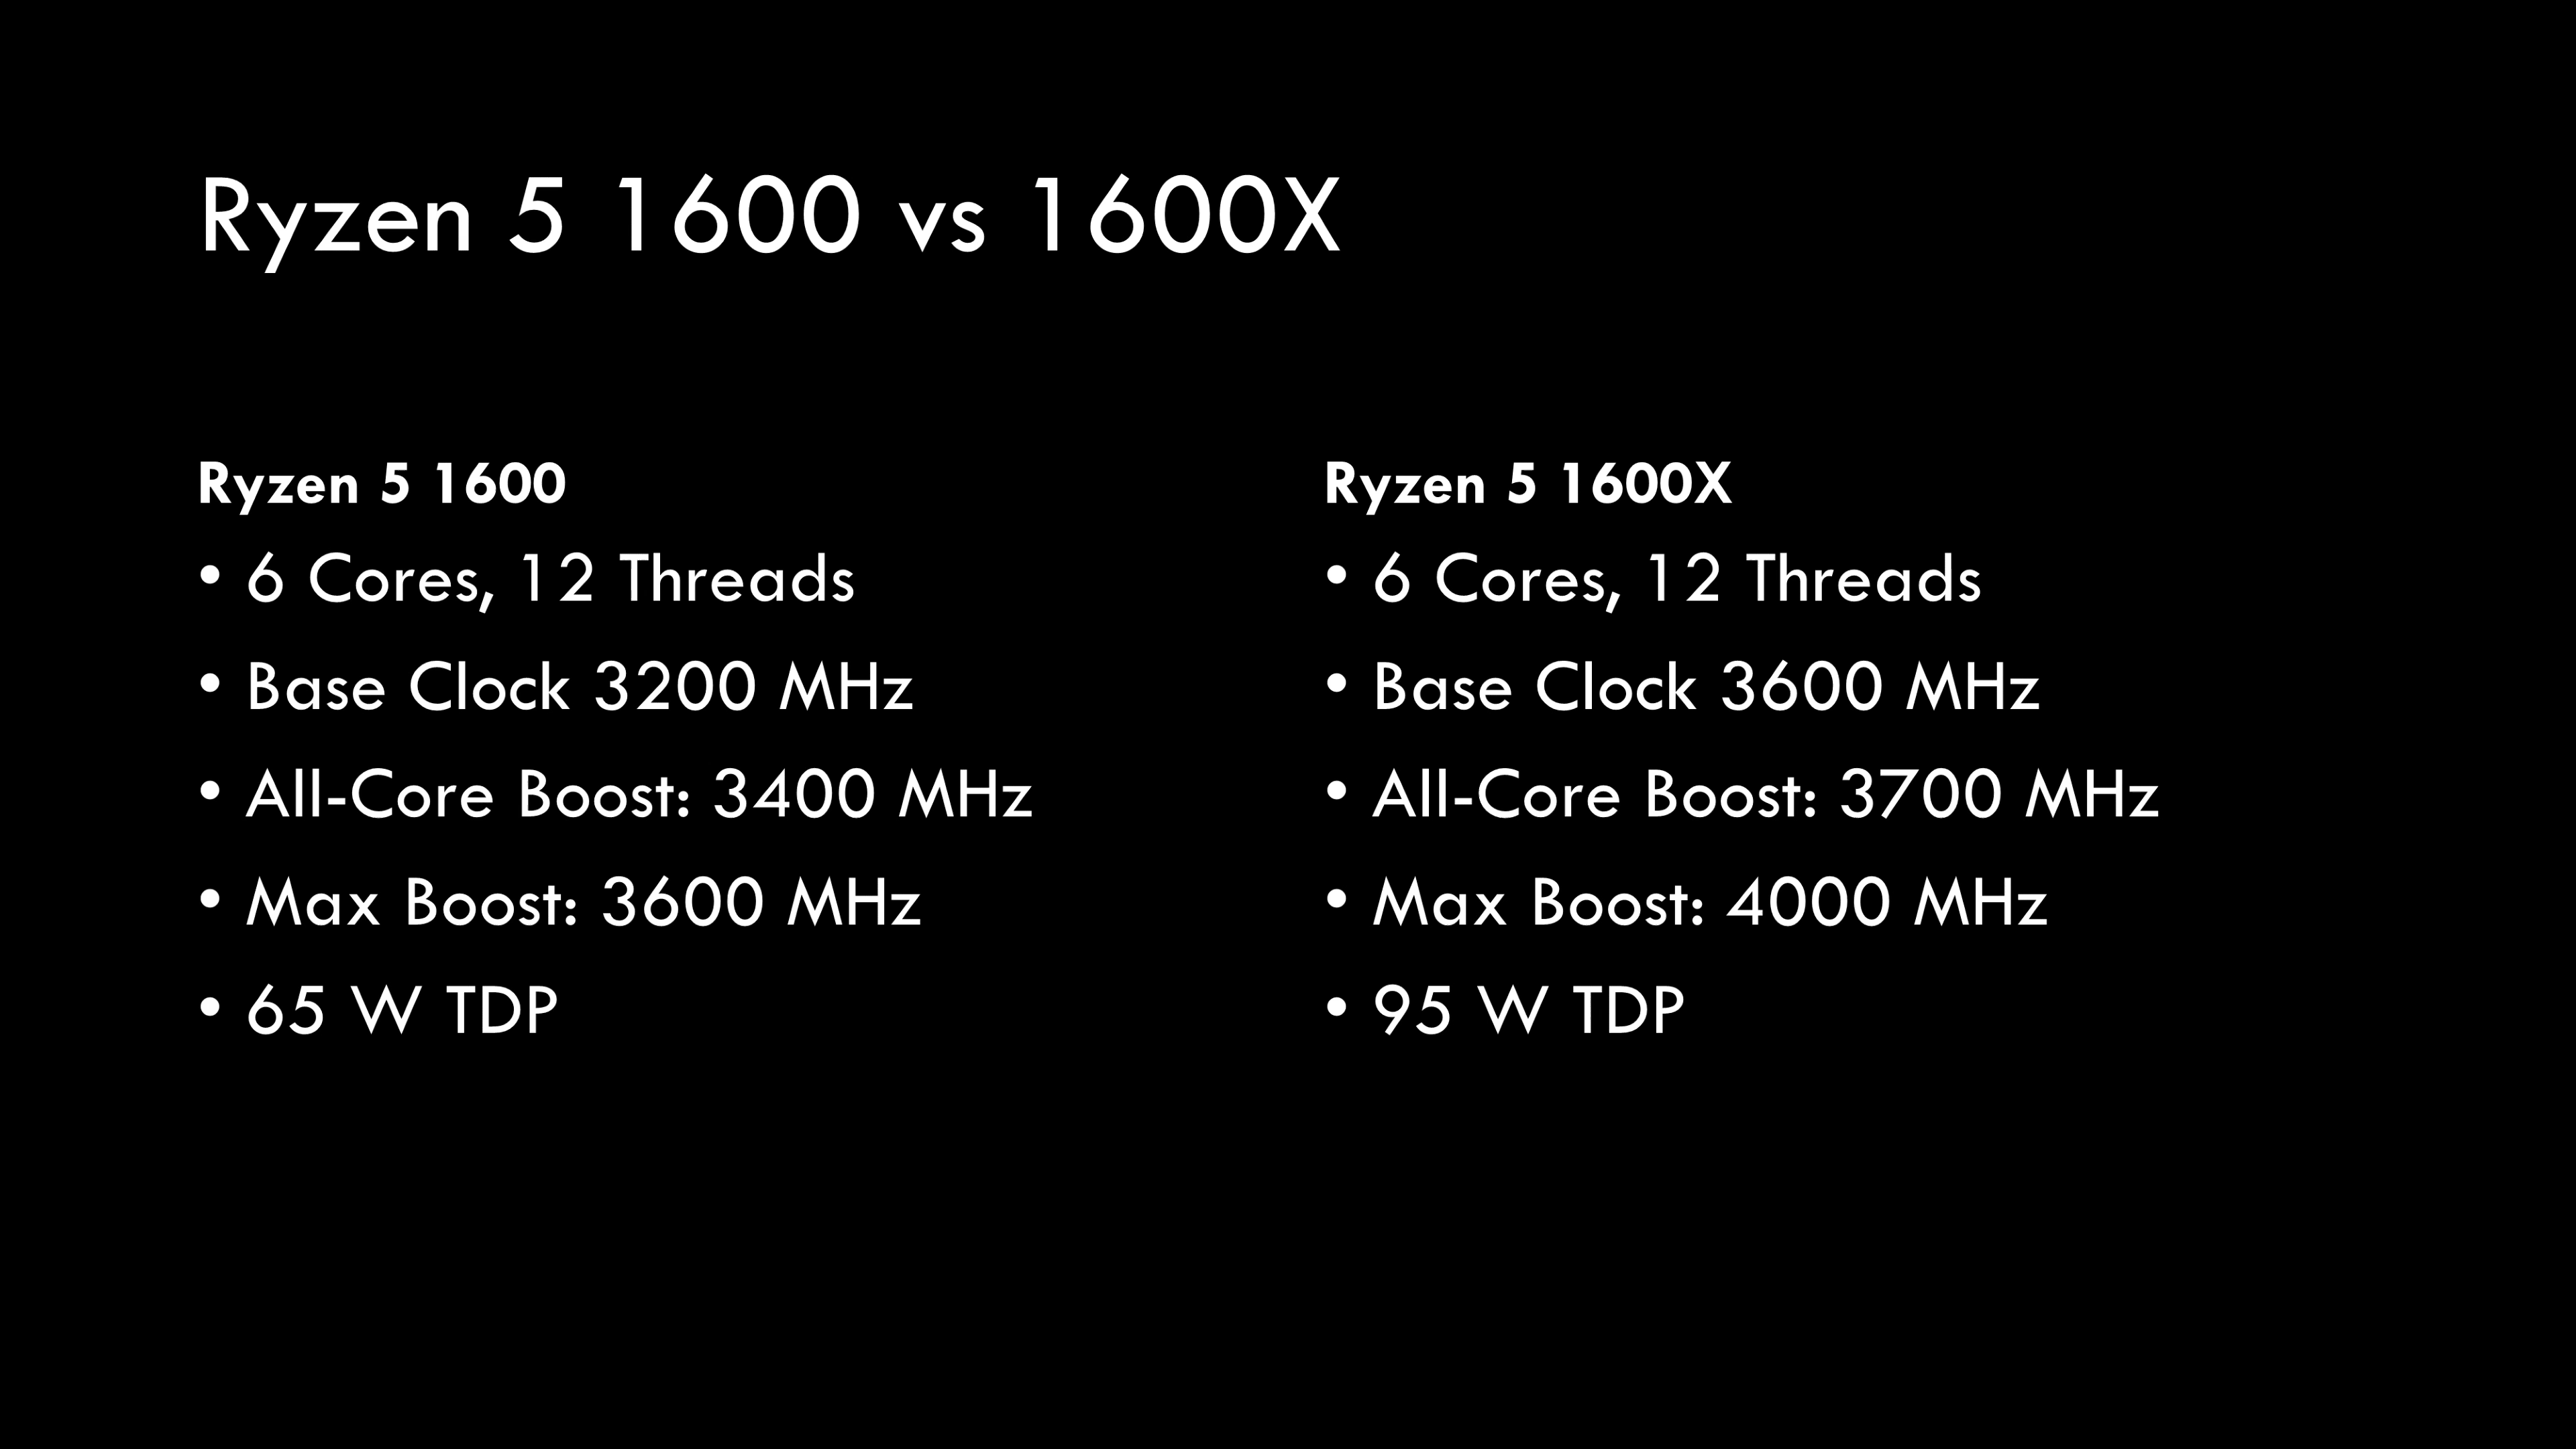 Ryzen 5 1600 vs 1600X
Ryzen 5 1600
• 6 Cores, 12 Threads
• Base Clock 3200 MHz
• All-Core Boost: 3400 MHz
• Max Boost: 3600 MHz
• 65 W TDP
Ryzen 5 1600X
• 6 Cores, 12 Threads
• Base Clock 3600 MHz
• All-Core Boost: 3700 MHz
• Max Boost: 4000 MHz
• 95 W TDP